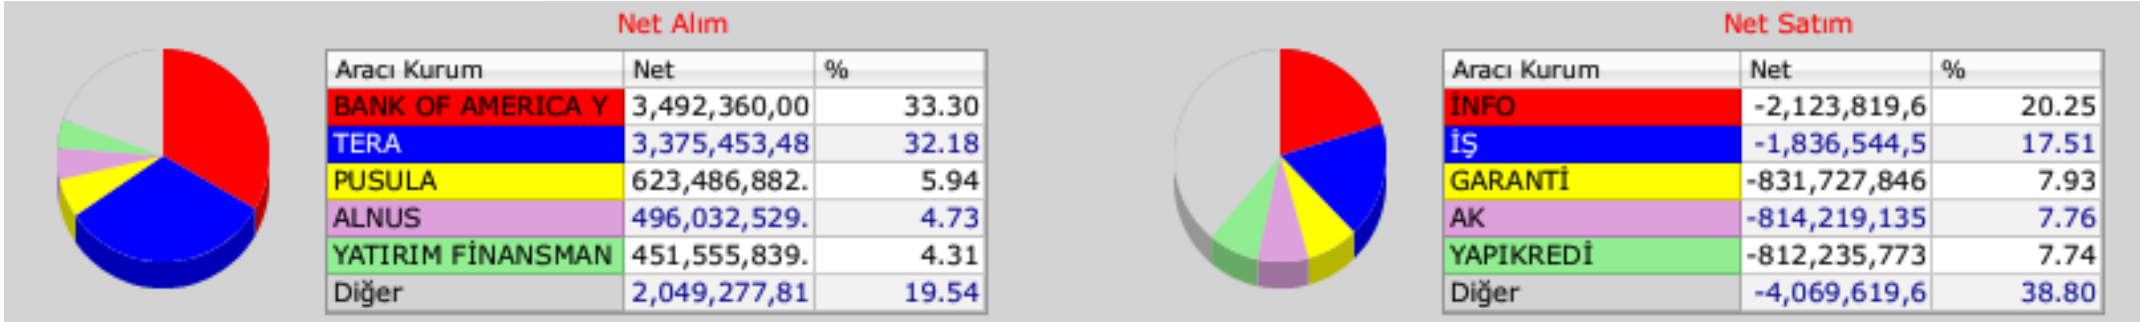 Net Alım
Aracı Kurum Net %
BANK OF AMERICA Y 3,492,360,00 33.30
TERA 3,375,453,48 32.18
PUSULA 623,486,882. 5.94
ALNUS 496,032,529. 4.73
YATIRIM FİNANSMAN 451,555,839. 4.31
Diğer 2,049,277,81 19.54
Net Satım
Aracı Kurum Net %
İNFO -2,123,819,6 20.25
İŞ -1,836,544,5 17.51
GARANTİ -831,727,846 7.93
AK -814,219,135 7.76
YAPIKREDİ -812,235,773 7.74
Diğer -4,069,619,6 38.80